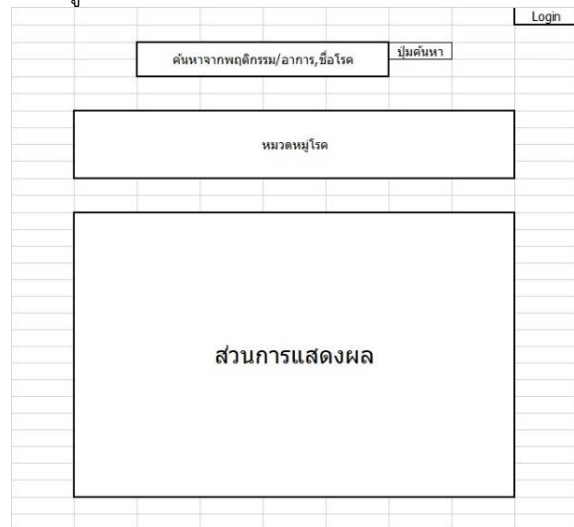 Login
ค้นหาจากพฤติกรรม/อาการ,ชื่อโรค
ปุ่มค้นหา
หมวดหมู่โรค
ส่วนการแสดงผล